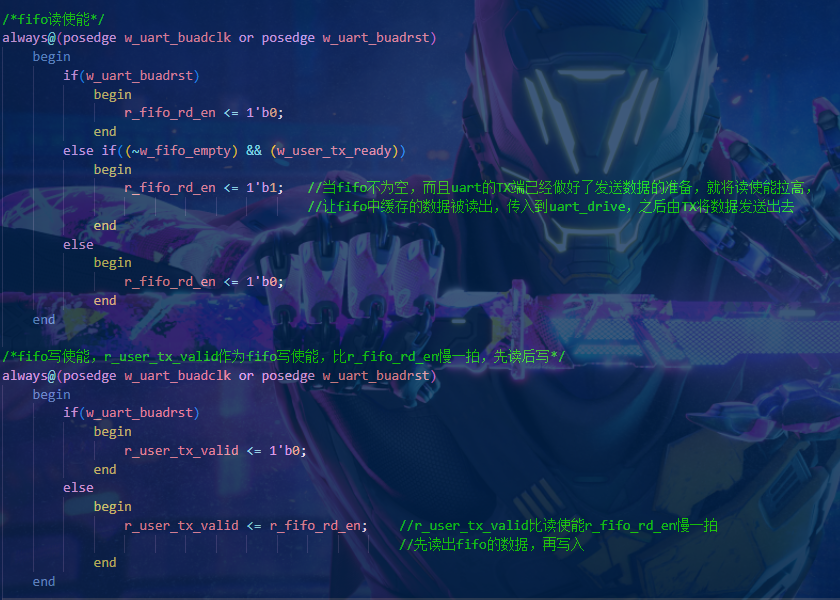 /*fifo读使能*/
always@(posedge w_uart_buadclk or posedge w_uart_buadrst)
begin
if(w_uart_buadrst)
begin
r_fifo_rd_en <= 1'b0;
end
else if((~w_fifo_empty) && (w_user_tx_ready))
begin
r_fifo_rd_en <= 1'b1; //当fifo不为空，而且uart的TX端已经做好了发送数据的准备，就将读使能拉高，
//让fifo中缓存的数据被读出，传入到uart_drive，之后由TX将数据发送出去
end
else
begin
r_fifo_rd_en <= 1'b0;
end
end
/*fifo写使能，r_user_tx_valid作为fifo写使能，比r_fifo_rd_en慢一拍，先读后写*/
always@(posedge w_uart_buadclk or posedge w_uart_buadrst)
begin
if(w_uart_buadrst)
begin
r_user_tx_valid <= 1'b0;
end
else
begin
r_user_tx_valid <= r_fifo_rd_en; //r_user_tx_valid比读使能r_fifo_rd_en慢一拍
//先读出fifo的数据，再写入
end
end